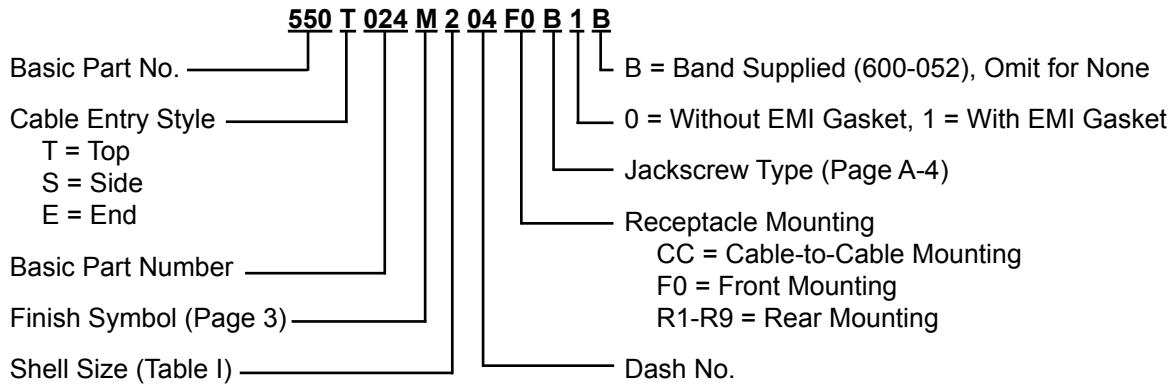 550 T 024 M 2 04 F0 B 1 B
Basic Part No.
Cable Entry Style
T = Top
S = Side
E = End
Basic Part Number
Finish Symbol (Page 3)
Shell Size (Table I)
B = Band Supplied (600-052), Omit for None
0 = Without EMI Gasket, 1 = With EMI Gasket
Jackscrew Type (Page A-4)
Receptacle Mounting
CC = Cable-to-Cable Mounting
F0 = Front Mounting
R1-R9 = Rear Mounting
Dash No.